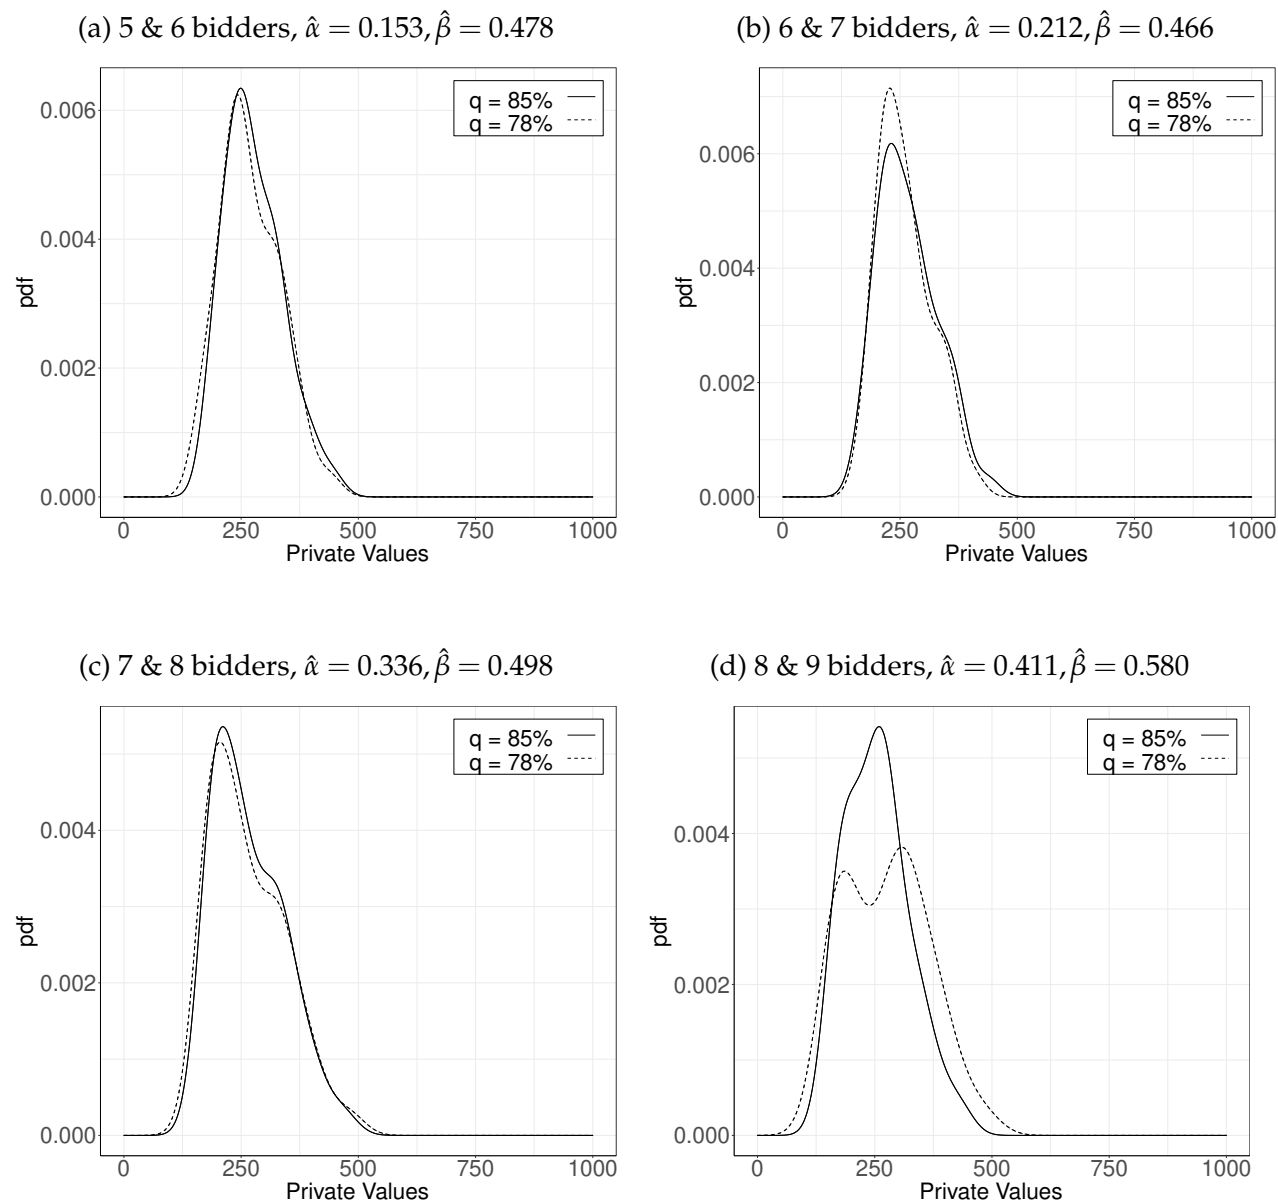 (a) 5 & 6 bidders, α̂ = 0.153, β̂ = 0.478
q = 85%
q = 78%
0.006
0.004
0.002
0.000
pdf
0 250 500 750 1000
Private Values
(b) 6 & 7 bidders, α̂ = 0.212, β̂ = 0.466
q = 85%
q = 78%
0.006
0.004
0.002
0.000
pdf
0 250 500 750 1000
Private Values
(c) 7 & 8 bidders, α̂ = 0.336, β̂ = 0.498
q = 85%
q = 78%
0.004
0.002
0.000
pdf
0 250 500 750 1000
Private Values
(d) 8 & 9 bidders, α̂ = 0.411, β̂ = 0.580
q = 85%
q = 78%
0.004
0.002
0.000
pdf
0 250 500 750 1000
Private Values